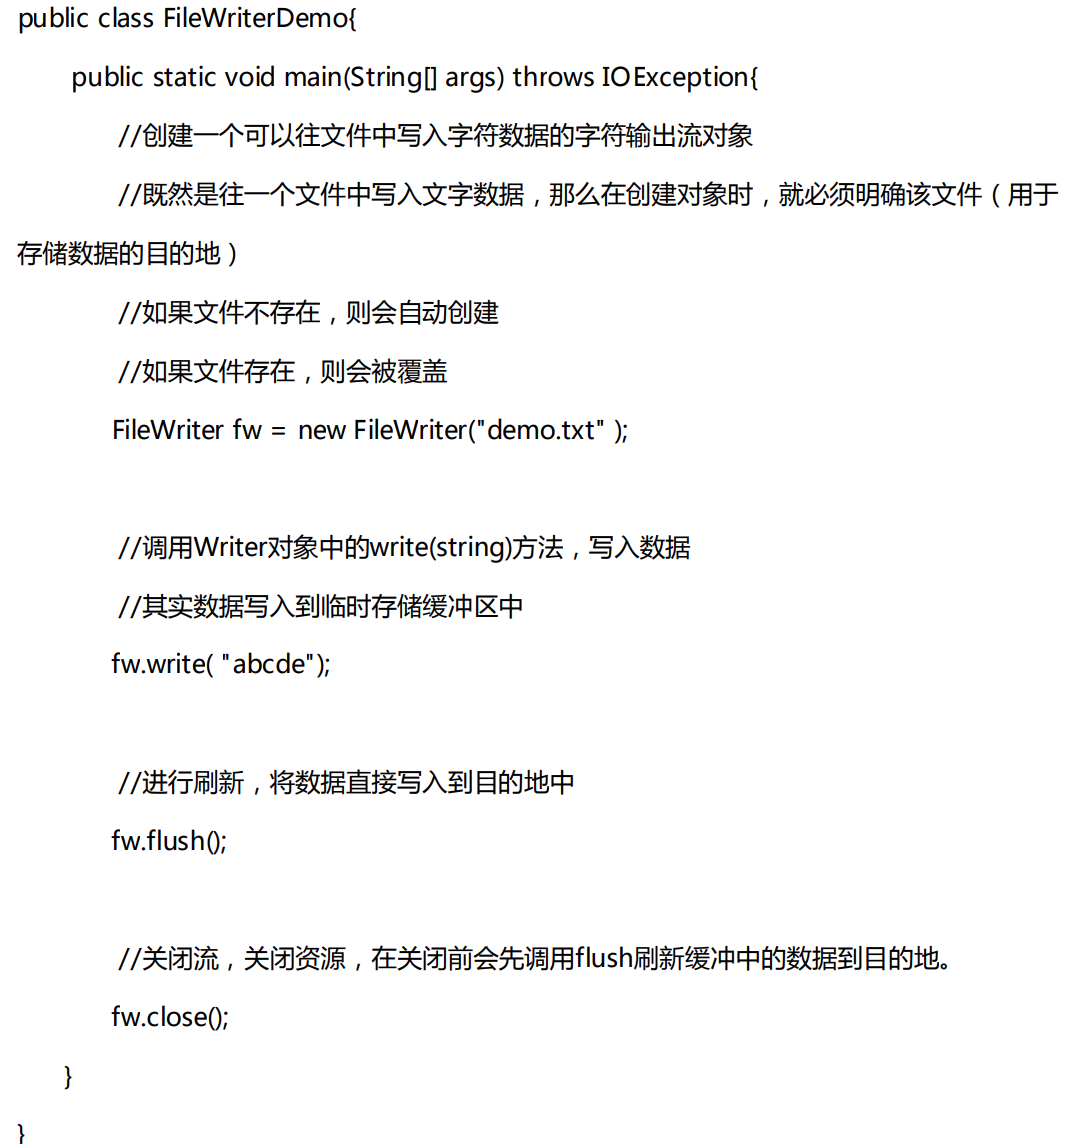 public class FileWriterDemo{
public static void main(String[] args) throws IOException{
//创建一个可以往文件中写入字符数据的字符输出流对象
//既然是往一个文件中写入文字数据，那么在创建对象时，就必须明确该文件（用于
存储数据的目的地）
//如果文件不存在，则会自动创建
//如果文件存在，则会被覆盖
FileWriter fw = new FileWriter("demo.txt" );
//调用Writer对象中的write(string)方法，写入数据
//其实数据写入到临时存储缓冲区中
fw.write( "abcde");
//进行刷新，将数据直接写入到目的地中
fw.flush();
//关闭流，关闭资源，在关闭前会先调用flush刷新缓冲中的数据到目的地。
fw.close();
}
}